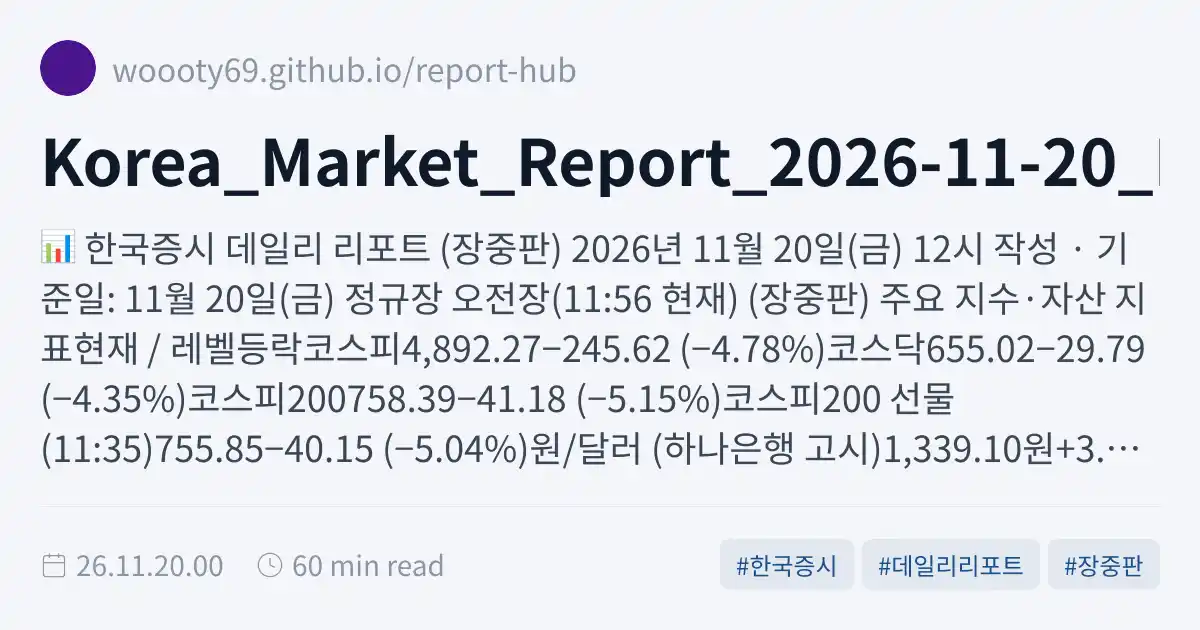 woooty69.github.io/report-hub
Korea_Market_Report_2026-11-20_
📊 한국증시 데일리 리포트 (장중판) 2026년 11월 20일(금) 12시 작성 · 기
준일: 11월 20일(금) 정규장 오전장(11:56 현재) (장중판) 주요 지수·자산 지
표현재 / 레벨등락코스피4,892.27−245.62 (−4.78%)코스닥655.02−29.79
(−4.35%)코스피200758.39−41.18 (−5.15%)코스피200 선물
(11:35)755.85−40.15 (−5.04%)원/달러 (하나은행 고시)1,339.10원+3.⋯
26.11.20.00 60 min read #한국증시 #데일리리포트 #장중판